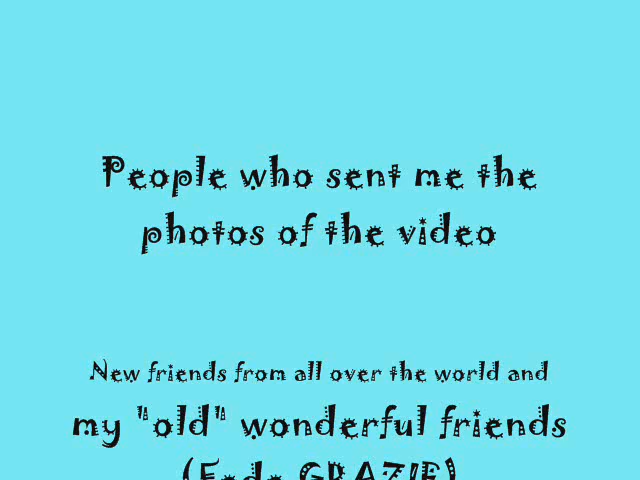 People who sent me the
photos of the video
New friends from all over the world and
my "old" wonderful friends
(Fede GRAZIE)